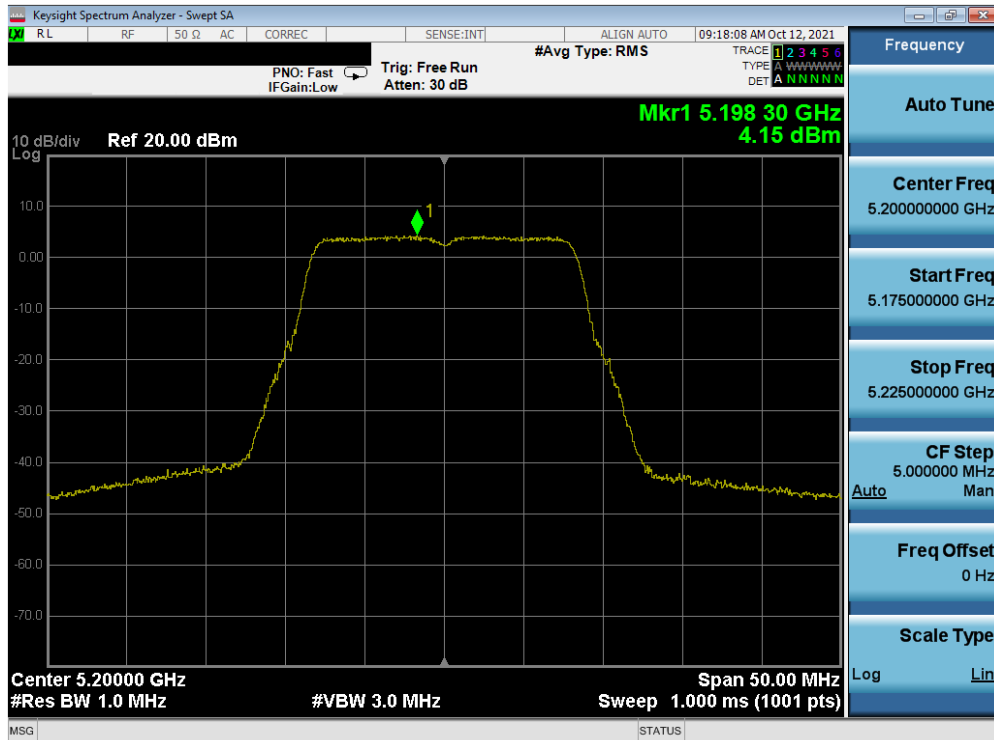 Keysight Spectrum Analyzer - Swept SA
LXI RL RF 50 Ω AC CORREC SENSE:INT ALIGN AUTO 09:18:08 AM Oct 12, 2021
#Avg Type: RMS
TRACE 1 2 3 4 5 6
PNO: Fast Trig: Free Run TYPE A WWWWW
IFGain:Low Atten: 30 dB DET A N N N N N
Mkr1 5.198 30 GHz
4.15 dBm
10 dB/div Ref 20.00 dBm
Log
1
10.0
0.00
-10.0
-20.0
-30.0
-40.0
-50.0
-60.0
-70.0
Center 5.20000 GHz Span 50.00 MHz
#Res BW 1.0 MHz #VBW 3.0 MHz Sweep 1.000 ms (1001 pts)
MSG STATUS
Frequency
Auto Tune
Center Freq
5.200000000 GHz
Start Freq
5.175000000 GHz
Stop Freq
5.225000000 GHz
CF Step
5.000000 MHz
Auto Man
Freq Offset
0 Hz
Scale Type
Log Lin